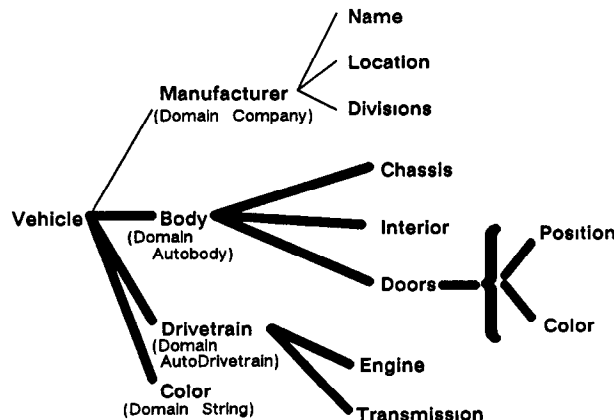 Name
Location
Manufacturer
(Domain Company)
Divisions
Chassis
Vehicle
Body
(Domain
Autobody)
Interior
Position
Doors
Color
Drivetrain
(Domain
AutoDrivetrain)
Engine
Color
(Domain String)
Transmission